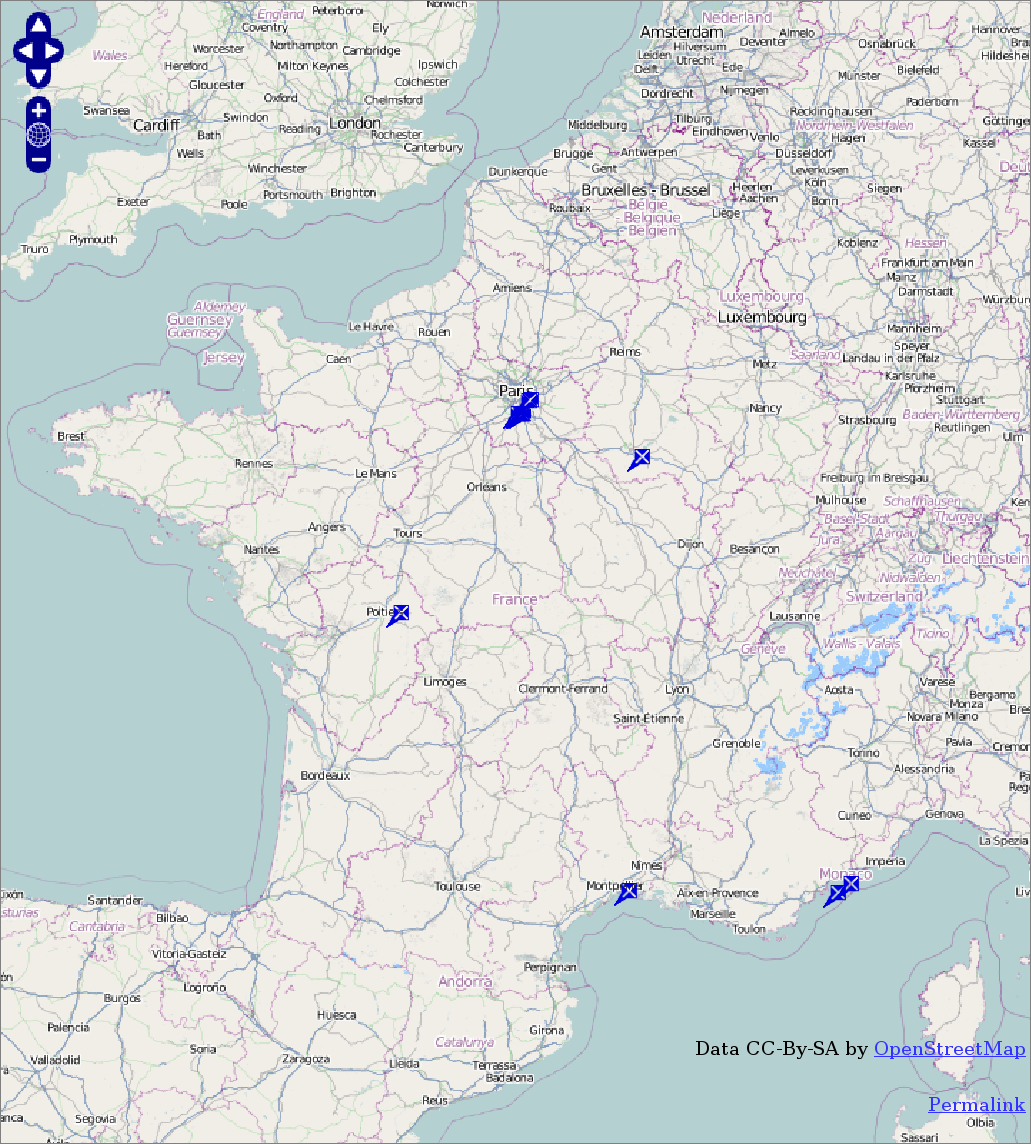 England
Peterboro
Norwich
Coventry
Ely
Nederland
Almelo
Hannover
Amsterdam
Worcester
Northampton
Cambridge
Hilversum
Deventer
Osnabrück
Wales
Leiden
Utrecht
Hereford
Milton Keynes
Ipswich
Delft
Ede
Münster
Bielefeld
Hildeshei
Gloucester
Colchester
Nijmegen
Dordrecht
Oxford
Chelmsford
Paderborn
Swansea
Swindon
Recklinghausen
Cardiff
Reading
London
Middelburg
Tilburg
Nordrhein-Westfalen
Götting
Bath
Rochester
Eindhoven
Venlo
Hagen
Kassel
Wells
Canterbury
Brugge
Antwerpen
Düsseldorf
Winchester
Dunkerque
Gent
Leverkusen
Deu
Portsmouth
Brighton
Bruxelles - Brussel
Heerlen
Köln
Siegen
Exeter
Poole
Roubaix
België
Aachen
Bonn
- Belgique
Liège
- Belgien
Plymouth
Truro
Koblenz
Hessen
Frankfurt am Main
Mainz
Amiens
Darmstadt
Alderney
Luxembourg
Würzbur
Guernsey
Luxembourg
Guernsey
Le Havre
Rouen
Mannheim
Jersey
Caen
Reims
Speyer
Saarland
Landau in der Pfalz
Metz
Karlsruhe
Paris
Pforzheim
Stuttgart
Nancy
Baden-Württemberg
Strasbourg
Reutlingen
Brest
Ulm
Rennes
Le Mans
Freiburg im Breisgau
Orléans
Mulhouse
Schaffhausen
Thurgau
Angers
Tours
Basel-Stadt
Aargau
Nantes
Dijon
Besançon
Jura
Zug
Liechtenstein
Neuchâtel
Nidwalden
France
Switzerland
Poitie
Lausanne
Genève
Wallis - Valais
Ticino
Limoges
Clermont-Ferrand
Lyon
Aosta
Varese
Bergamo
Monza
Saint-Étienne
Novara
Milano
Bres
Grenoble
Pavia
Cremon
Torino
Bordeaux
Alessandria
Cuneo
Genova
La Spezia
Nîmes
Imperia
Monaco
Toulouse
Montpellier
Aix-en-Provence
Liv
Santander
Marseille
Bilbao
Toulon
Cantabria
Vitoria-Gasteiz
Perpignan
Logroño
Andorra
Burgos
Huesca
Palencia
Girona
Catalunya
Soria
Data CC-By-SA by OpenStreetMap
Valladolid
Zaragoza
Lleida
Terrassa
Badalona
Reus
Permalink
Segovia
Olbia
Sassari